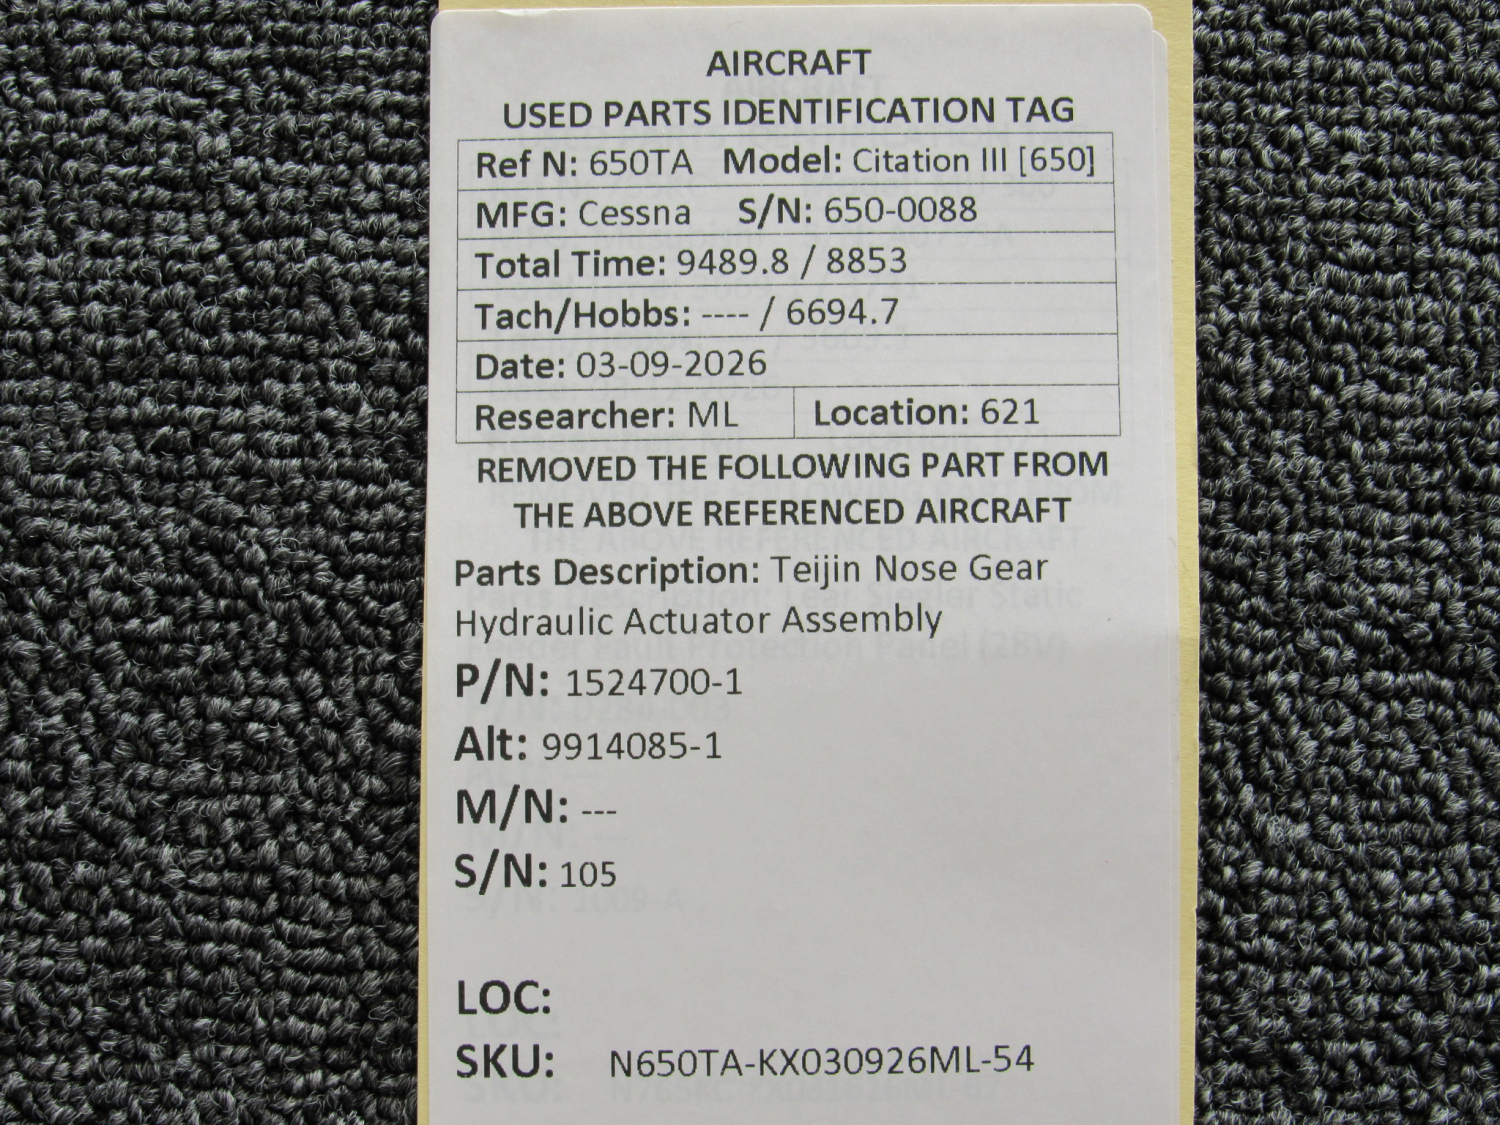 AIRCRAFT
USED PARTS IDENTIFICATION TAG
Ref N: 650TA Model: Citation III [650]
MFG: Cessna S/N: 650-0088
Total Time: 9489.8 / 8853
Tach/Hobbs: ---- / 6694.7
Date: 03-09-2026
Researcher: ML Location: 621
REMOVED THE FOLLOWING PART FROM
THE ABOVE REFERENCED AIRCRAFT
Parts Description: Teijin Nose Gear
Hydraulic Actuator Assembly
P/N: 1524700-1
Alt: 9914085-1
M/N: ---
S/N: 105
LOC:
SKU: N650TA-KX030926ML-54